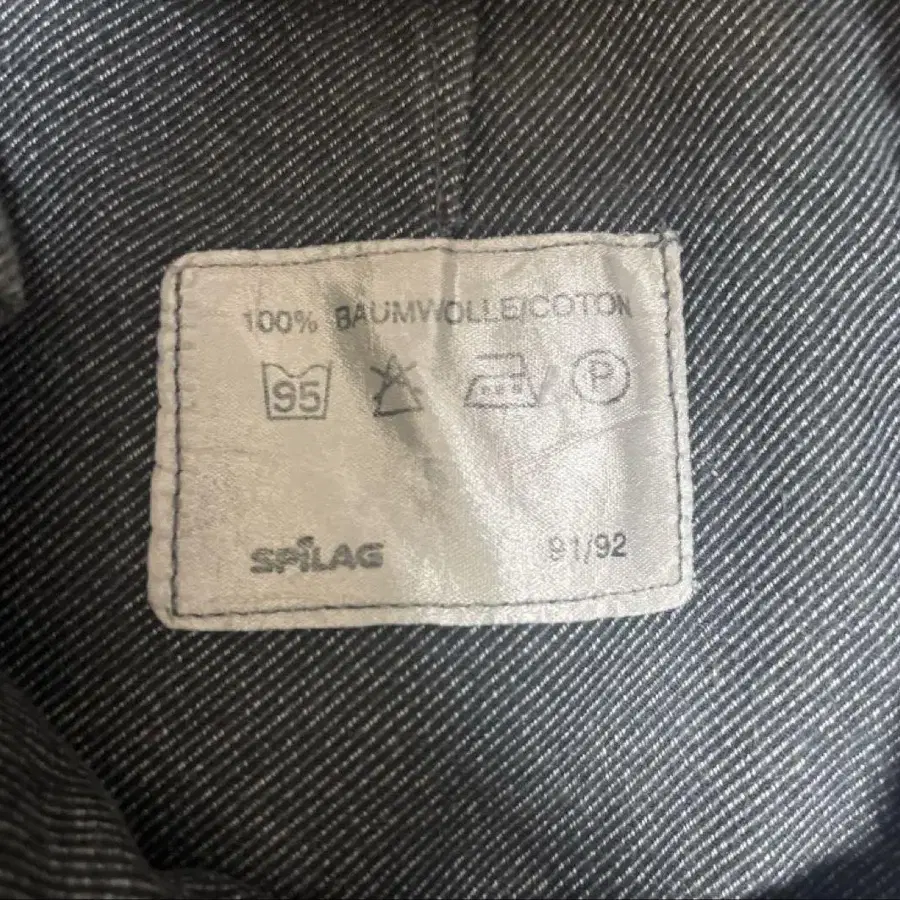 100% BAUMWOLLE/COTON
95 P
SPILAG 91/92